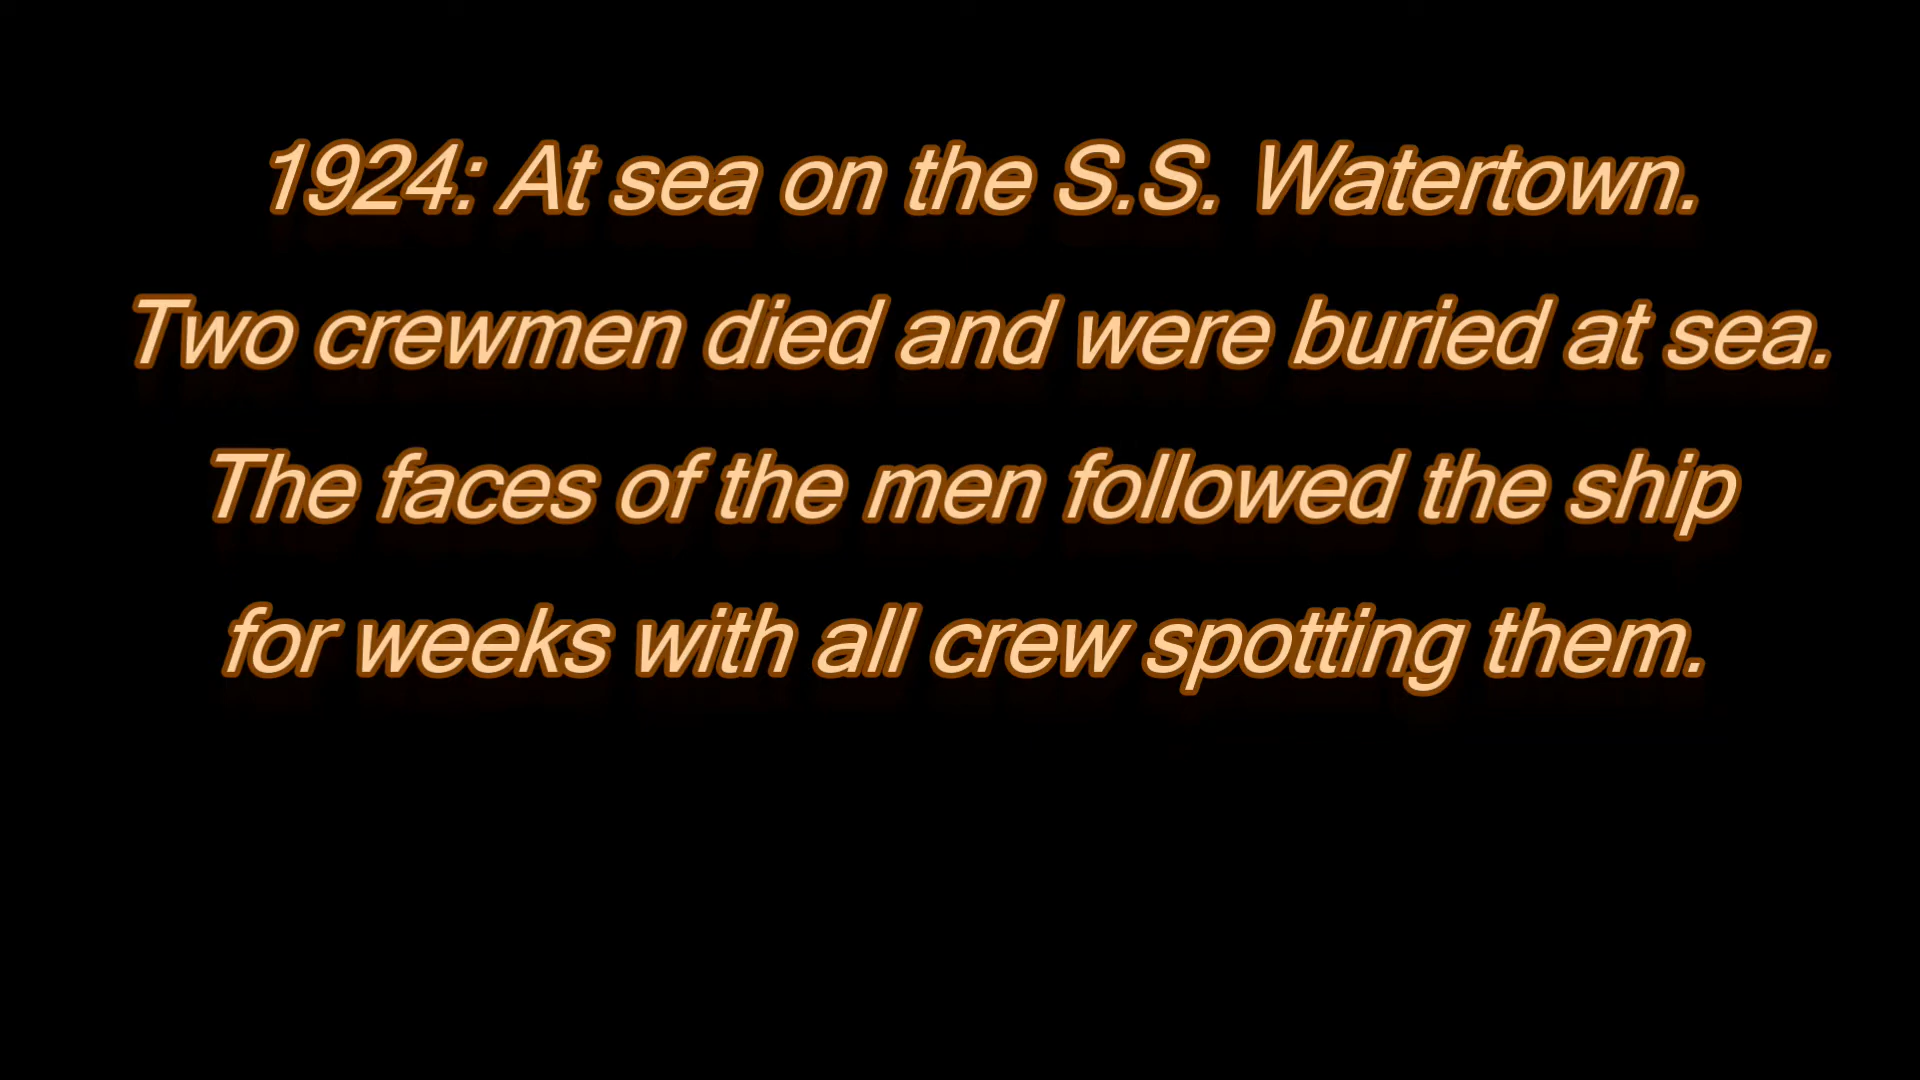 1924: At sea on the S.S. Watertown.
Two crewmen died and were buried at sea.
The faces of the men followed the ship
for weeks with all crew spotting them.